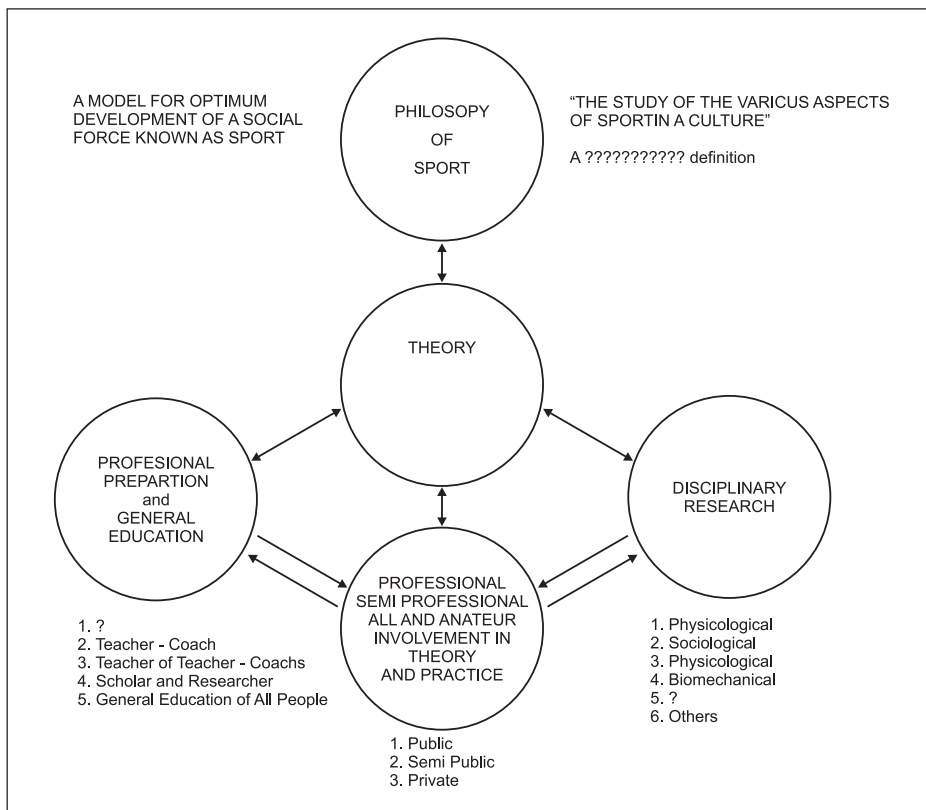 A MODEL FOR OPTIMUM
DEVELOPMENT OF A SOCIAL
FORCE KNOWN AS SPORT
PHILOSOPY
OF
SPORT
“THE STUDY OF THE VARICUS ASPECTS
OF SPORTIN A CULTURE”
A ??????????? definition
THEORY
PROFESIONAL
PREPARTION
and
GENERAL
EDUCATION
DISCIPLINARY
RESEARCH
PROFESSIONAL
SEMI PROFESSIONAL
ALL AND ANATEUR
INVOLVEMENT IN
THEORY
AND PRACTICE
1. ?
2. Teacher - Coach
3. Teacher of Teacher - Coachs
4. Scholar and Researcher
5. General Education of All People
1. Public
2. Semi Public
3. Private
1. Physicological
2. Sociological
3. Physicological
4. Biomechanical
5. ?
6. Others